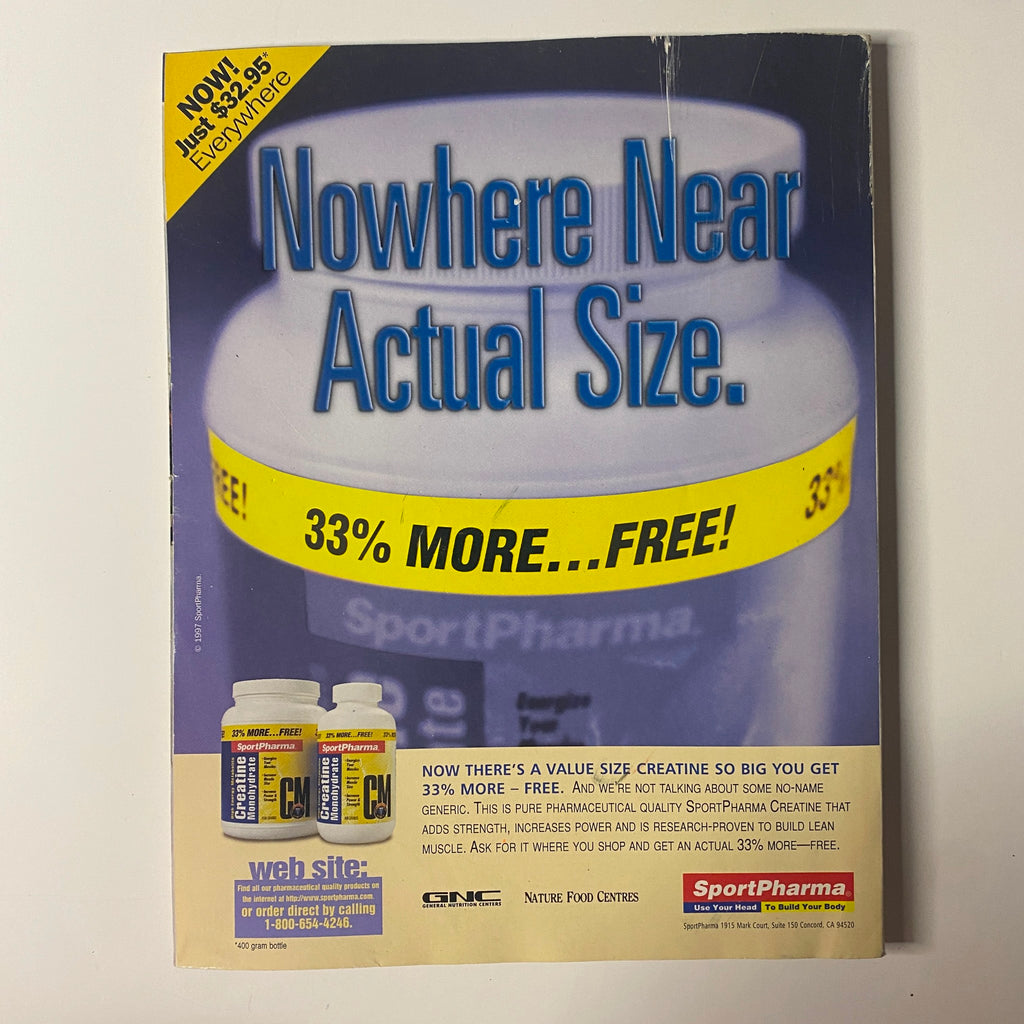 NOW!
Just $32.95*
Everywhere
Nowhere Near
Actual Size.
REE!
33% MORE...FREE!
33%
SportPharma
te
Energize
Your
© 1997 SportPharma.
33% MORE...FREE!
SportPharma
Creatine
Monohydrate
CM
33% MORE...FREE!
SportPharma
Creatine
Monohydrate
CM
NOW THERE'S A VALUE SIZE CREATINE SO BIG YOU GET
33% MORE – FREE. AND WE'RE NOT TALKING ABOUT SOME NO-NAME
GENERIC. THIS IS PURE PHARMACEUTICAL QUALITY SPORTPHARMA CREATINE THAT
ADDS STRENGTH, INCREASES POWER AND IS RESEARCH-PROVEN TO BUILD LEAN
MUSCLE. ASK FOR IT WHERE YOU SHOP AND GET AN ACTUAL 33% MORE—FREE.
web site:
Find all our pharmaceutical quality products on
the internet at http://www.sportpharma.com.
or order direct by calling
1-800-654-4246.
*400 gram bottle
GNC
GENERAL NUTRITION CENTERS
NATURE FOOD CENTRES
SportPharma®
Use Your Head To Build Your Body
SportPharma 1915 Mark Court, Suite 150 Concord, CA 94520